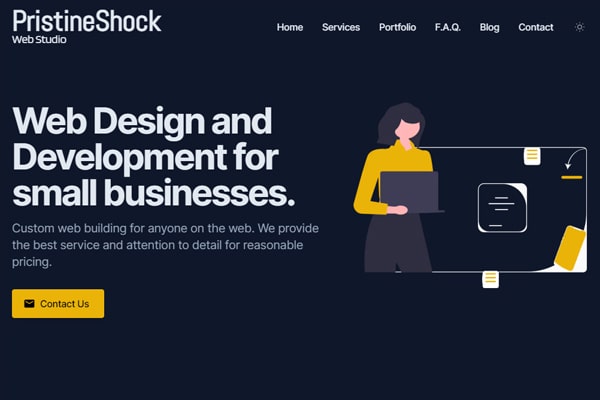 PristineShock
Web Studio
Home Services Portfolio F.A.Q. Blog Contact
Web Design and
Development for
small businesses.
Custom web building for anyone on the web. We provide
the best service and attention to detail for reasonable
pricing.
Contact Us